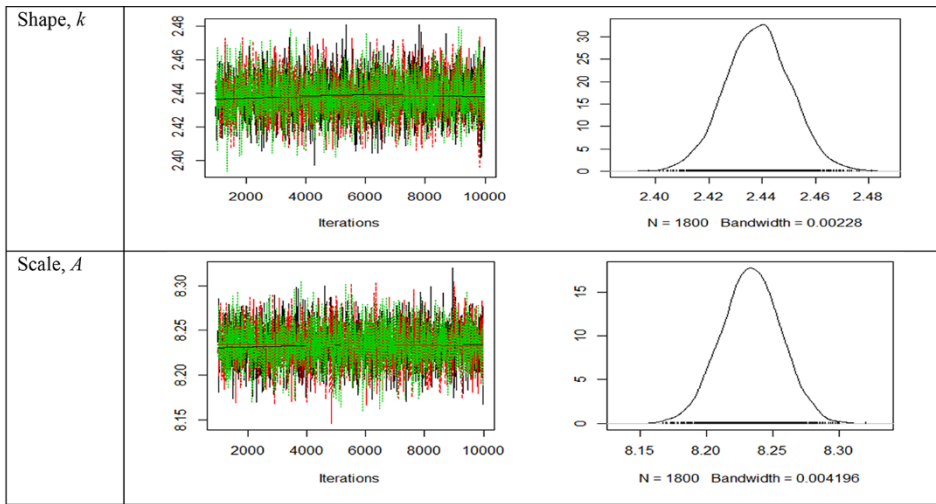 Shape, k
2.40 2.42 2.44 2.46 2.48
2000 4000 6000 8000 10000
Iterations
0 5 10 15 20 25 30
2.40 2.42 2.44 2.46 2.48
N = 1800 Bandwidth = 0.00228
Scale, A
8.15 8.20 8.25 8.30
2000 4000 6000 8000 10000
Iterations
0 5 10 15
8.15 8.20 8.25 8.30
N = 1800 Bandwidth = 0.004196